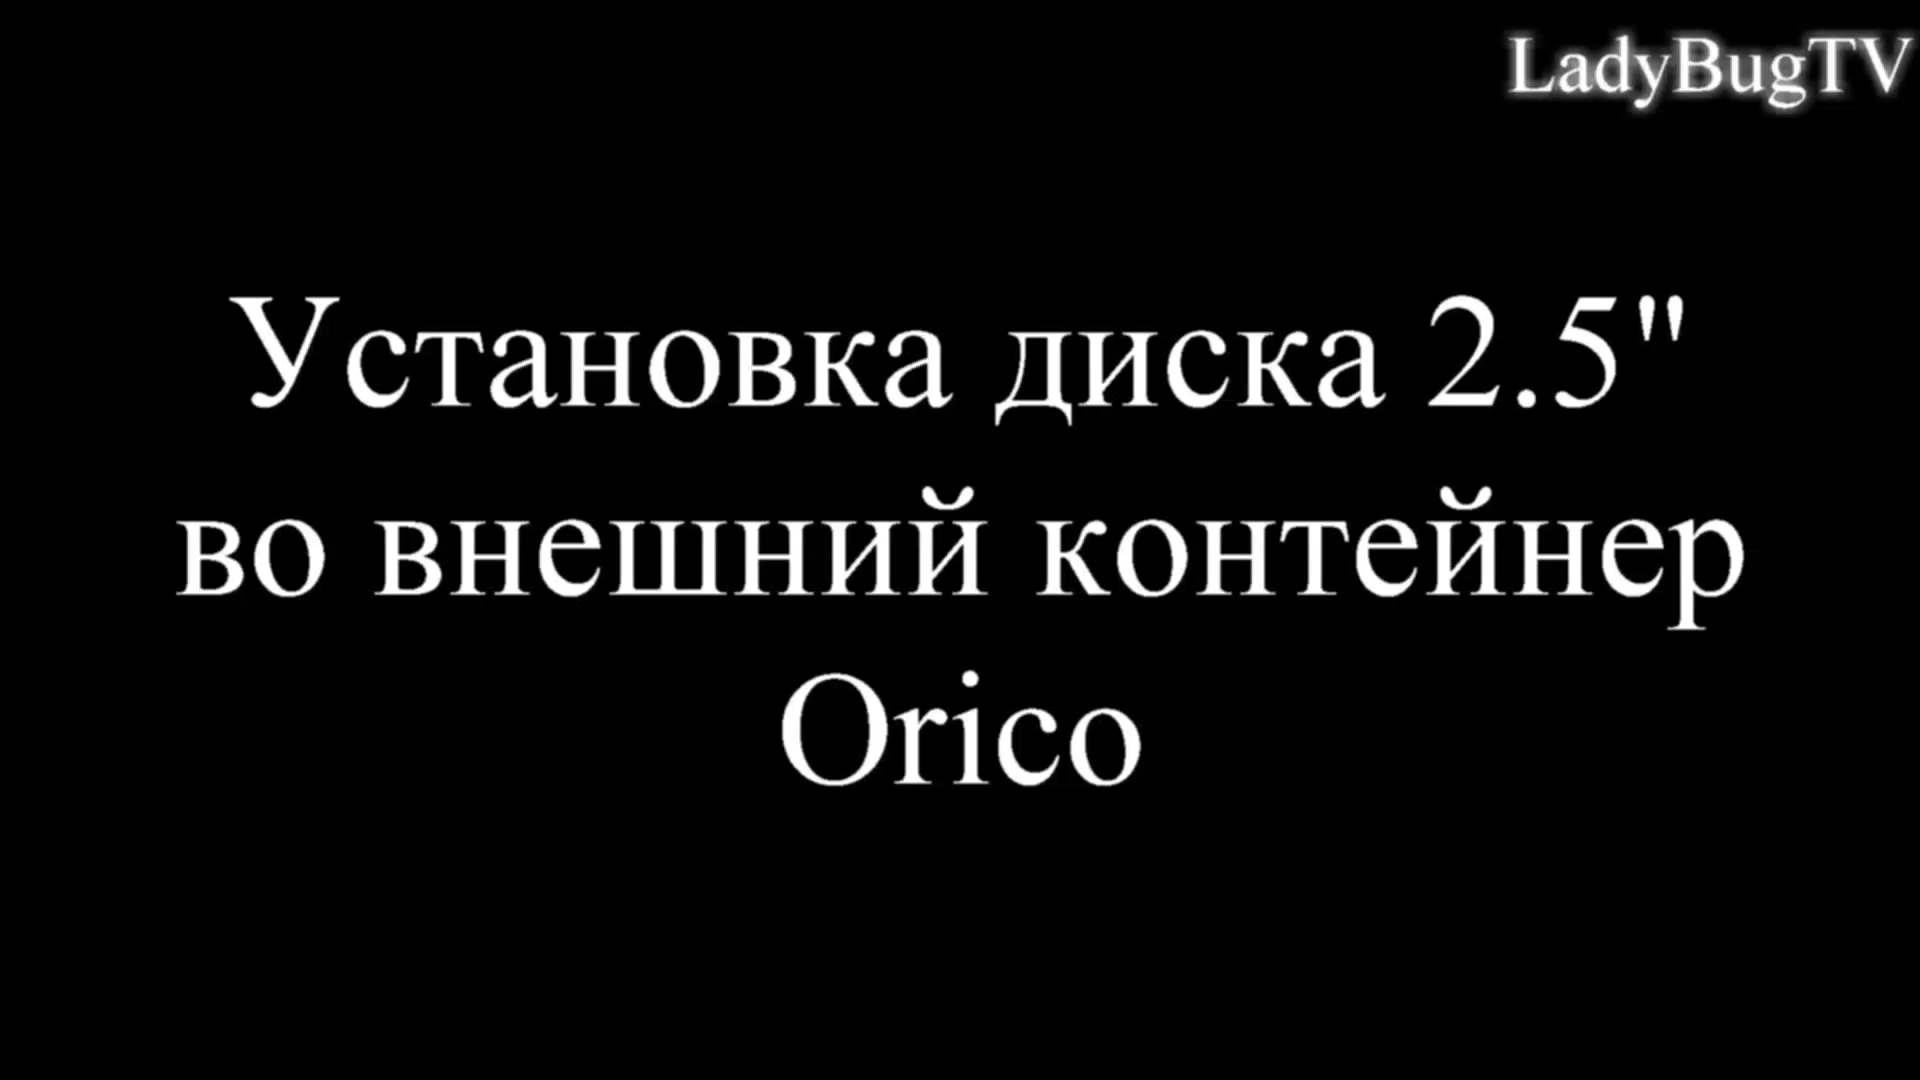 LadyBugTV
Установка диска 2.5"
во внешний контейнер
Orico